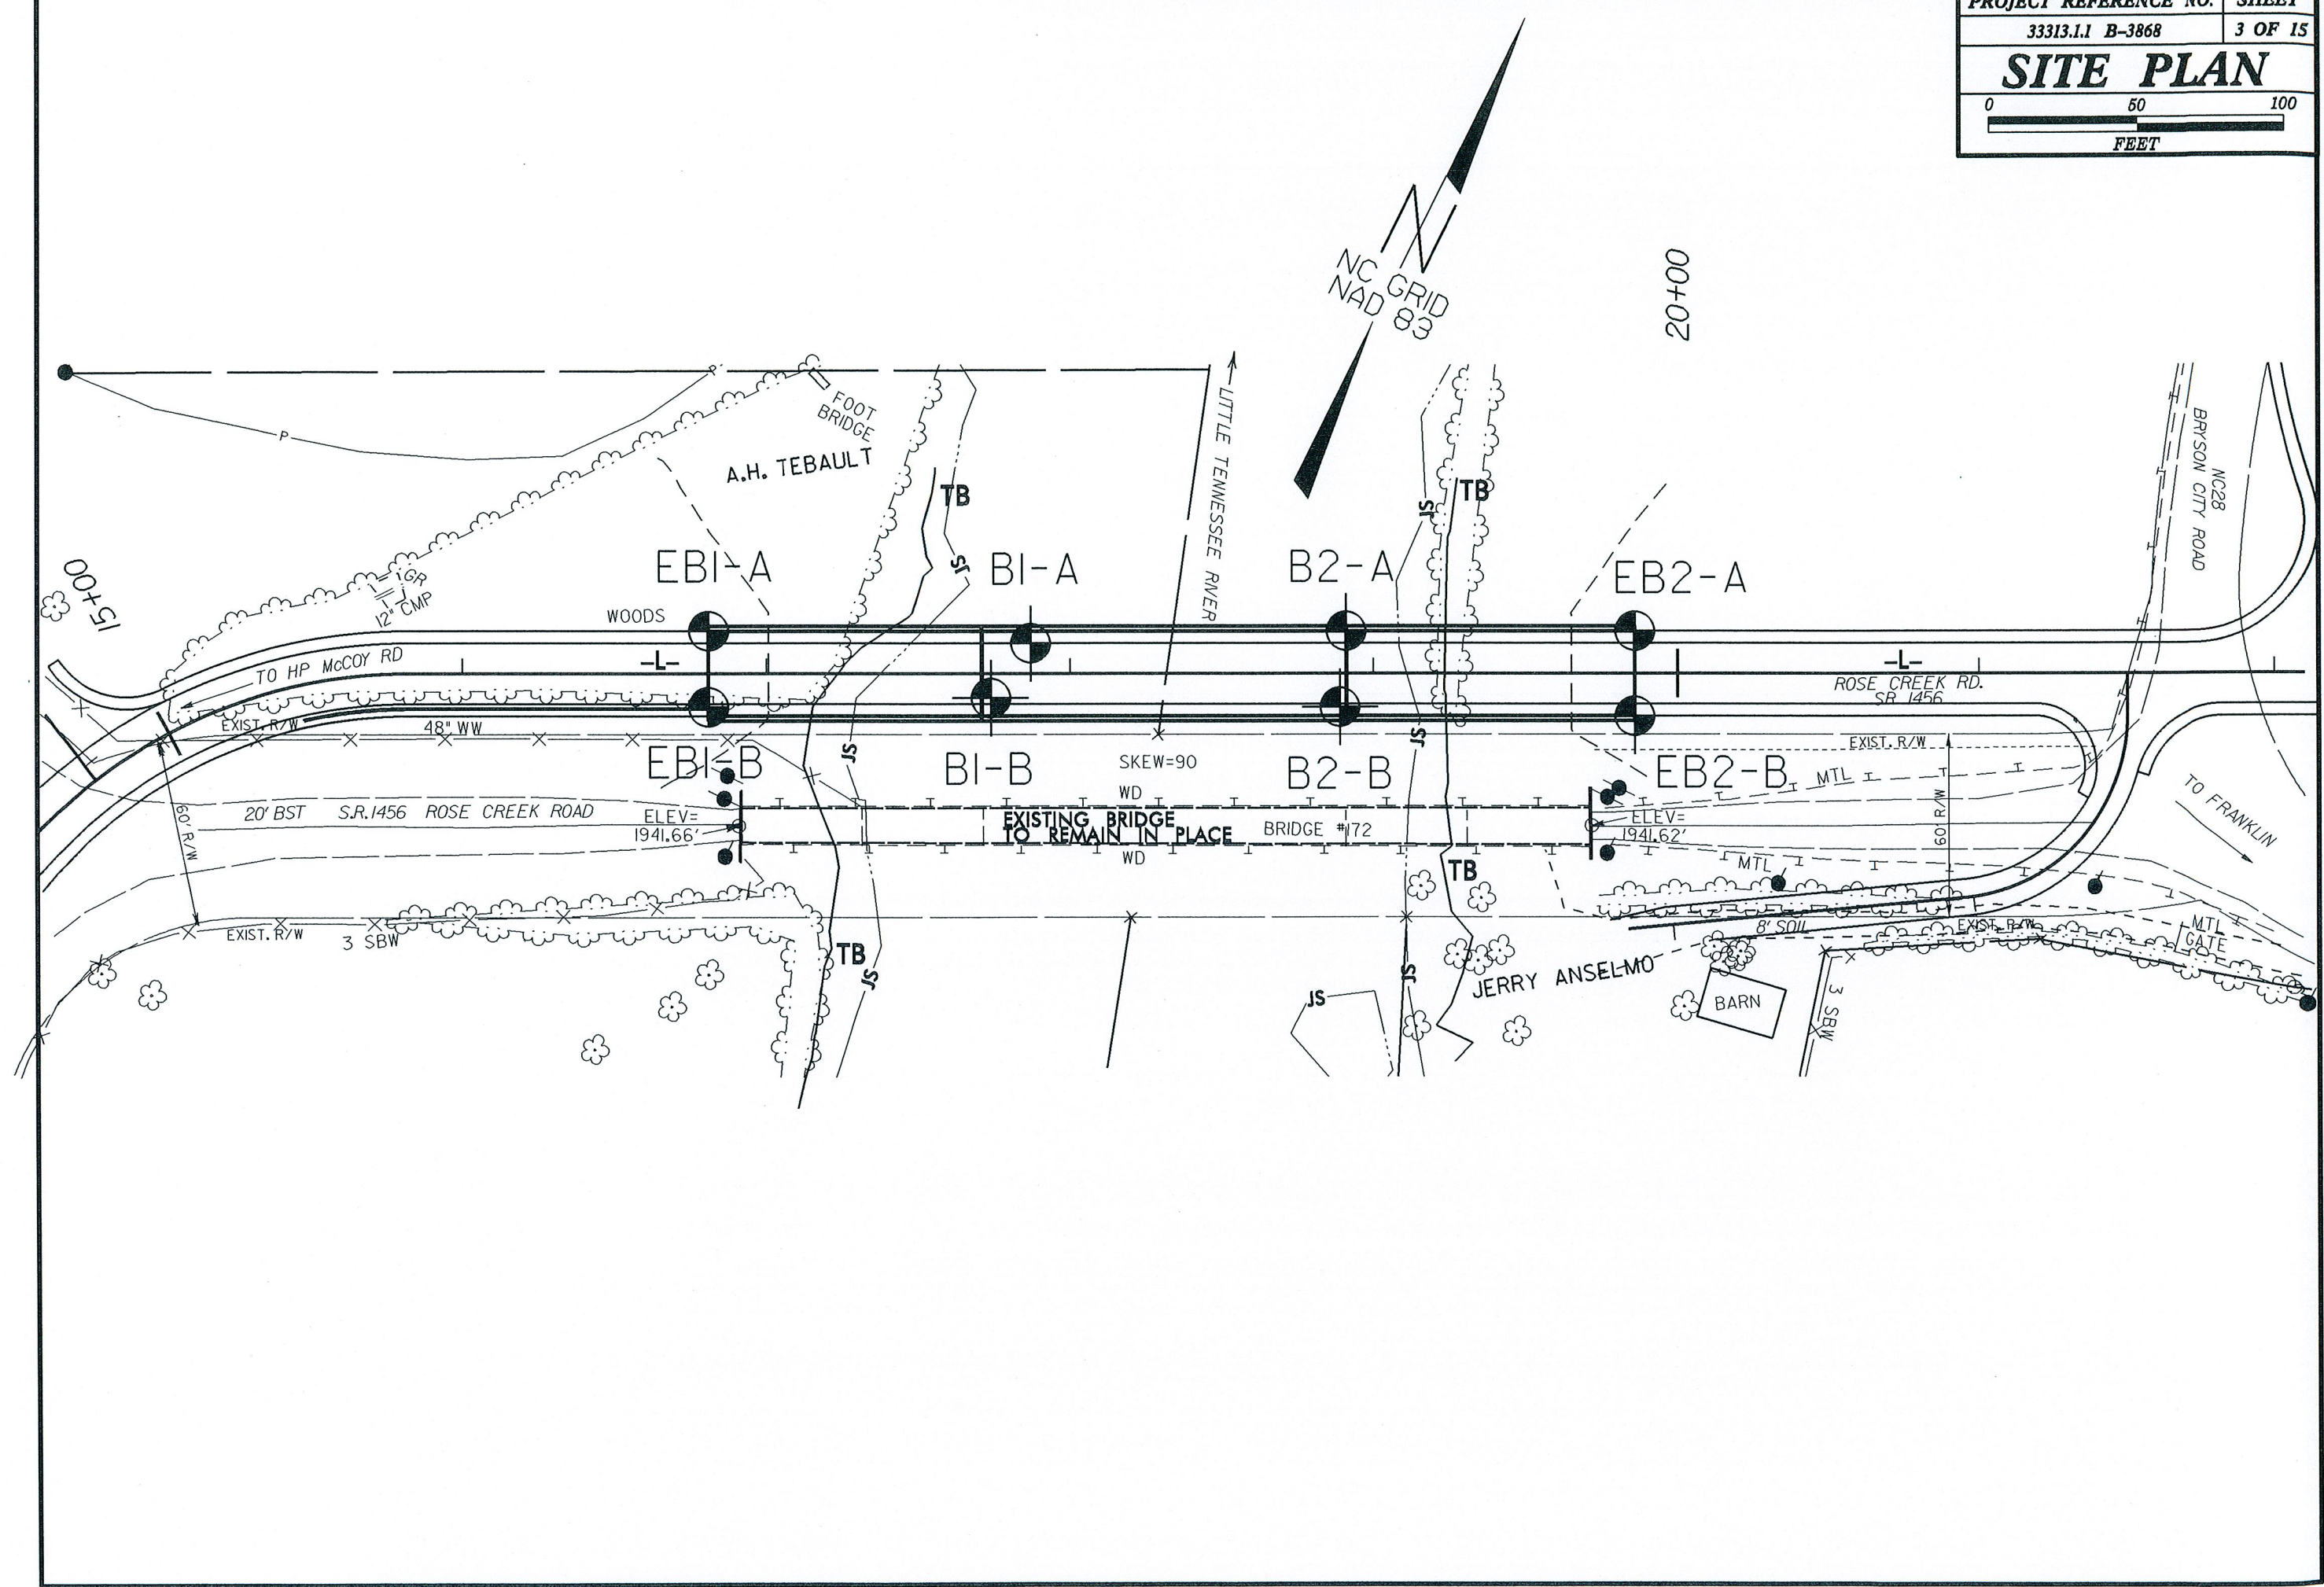 PROJECT REFERENCE NO. SHEET
33313.1.1 B-3868 3 OF 15
SITE PLAN
0 50 100
FEET
NC GRID
NAD 83
20+00
P
P
FOOT
BRIDGE
A.H. TEBAULT
TB
JS
LITTLE TENNESSEE RIVER
JS
TB
NC28
BRYSON CITY ROAD
15+00
GR
12" CMP
WOODS
EB1-A
B1-A
B2-A
EB2-A
TO HP McCOY RD
-L-
-L-
ROSE CREEK RD.
SR 1456
EXIST. R/W
48" WW
EB1-B
JS
B1-B
SKEW=90
B2-B
JS
EB2-B
EXIST. R/W
MTL
60' R/W
20' BST S.R.1456 ROSE CREEK ROAD
ELEV=
1941.66'
WD
EXISTING BRIDGE
TO REMAIN IN PLACE
BRIDGE #172
WD
ELEV=
1941.62'
60' R/W
TO FRANKLIN
MTL
TB
EXIST. R/W
3 SBW
TB
JS
JS
JS
8' SOIL
EXIST. R/W
MTL
GATE
JERRY ANSELMO
BARN
3 SBW